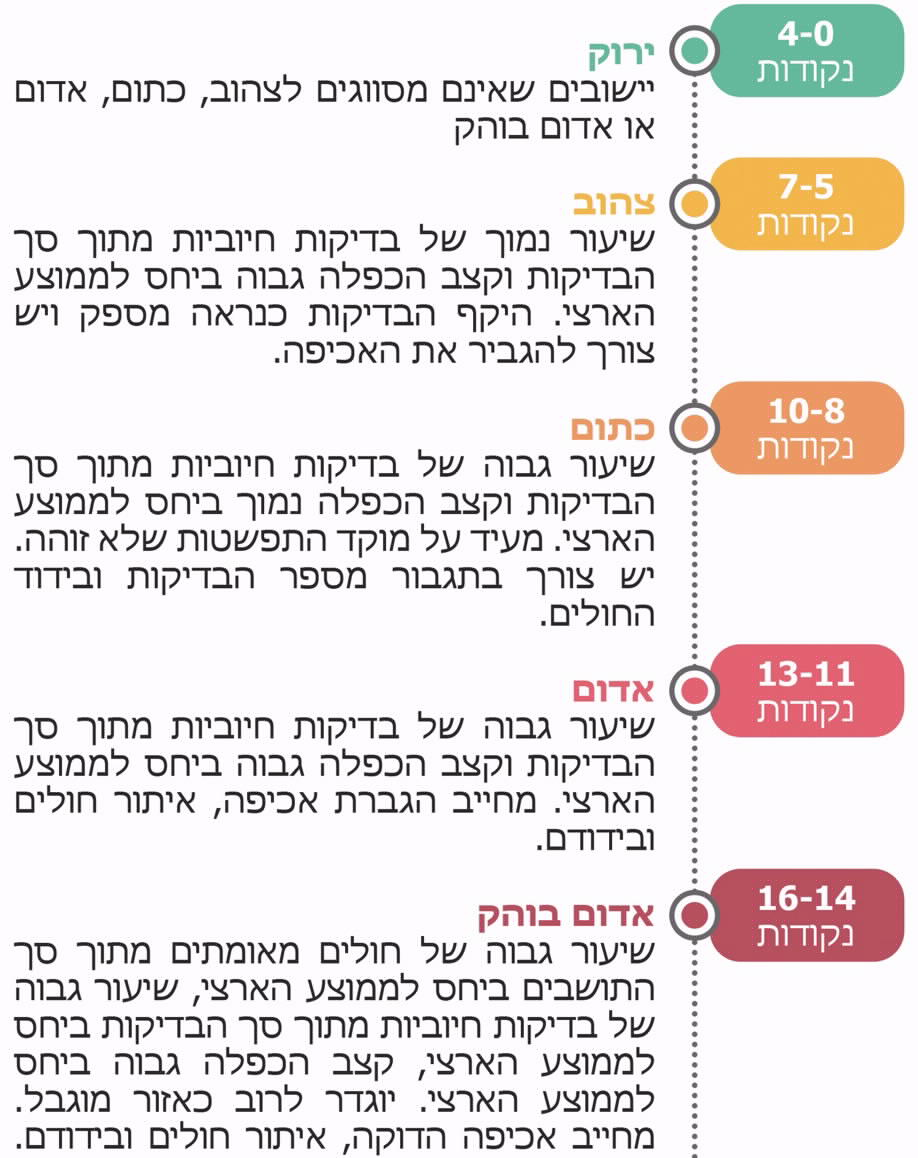 4-0
נקודות
ירוק
יישובים שאינם מסווגים לצהוב, כתום, אדום
או אדום בוהק
7-5
נקודות
צהוב
שיעור נמוך של בדיקות חיוביות מתוך סך
הבדיקות וקצב הכפלה גבוה ביחס לממוצע
הארצי. היקף הבדיקות כנראה מספק ויש
צורך להגביר את האכיפה.
10-8
נקודות
כתום
שיעור גבוה של בדיקות חיוביות מתוך סך
הבדיקות וקצב הכפלה נמוך ביחס לממוצע
הארצי. מעיד על מוקד התפשטות שלא זוהה.
יש צורך בתגבור מספר הבדיקות ובידוד
החולים.
13-11
נקודות
אדום
שיעור גבוה של בדיקות חיוביות מתוך סך
הבדיקות וקצב הכפלה גבוה ביחס לממוצע
הארצי. מחייב הגברת אכיפה, איתור חולים
ובידודם.
16-14
נקודות
אדום בוהק
שיעור גבוה של חולים מאומתים מתוך סך
התושבים ביחס לממוצע הארצי, שיעור גבוה
של בדיקות חיוביות מתוך סך הבדיקות ביחס
לממוצע הארצי, קצב הכפלה גבוה ביחס
לממוצע הארצי. יוגדר לרוב כאזור מוגבל.
מחייב אכיפה הדוקה, איתור חולים ובידודם.